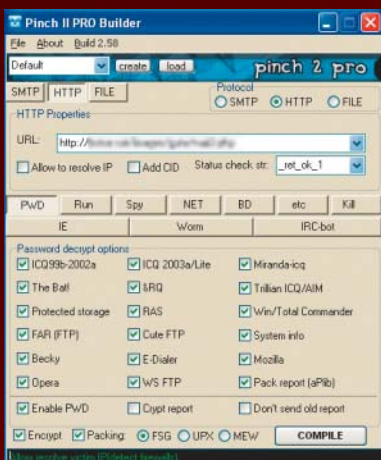 Pinch II PRO Builder
File About Build 2.58
Default create load pinch 2 pro
SMTP HTTP FILE
Protocol
SMTP HTTP FILE
HTTP Properties
URL: http://
Allow to resolve IP Add CID Status check str: _ret_ok_1
PWD Run Spy NET BD etc Kill
IE Worm IRC-bot
Password decrypt options
ICQ99b-2002a ICQ 2003a/Lite Miranda-icq
The Bat! &RQ Trillian ICQ/AIM
Protected storage RAS Win/Total Commander
FAR (FTP) Cute FTP System info
Becky E-Dialer Mozilla
Opera WS FTP Pack report (aPlib)
Enable PWD Crypt report Don't send old report
Encrypt Packing: FSG UPX MEW COMPILE
resolve victim IP(detect firewalls)